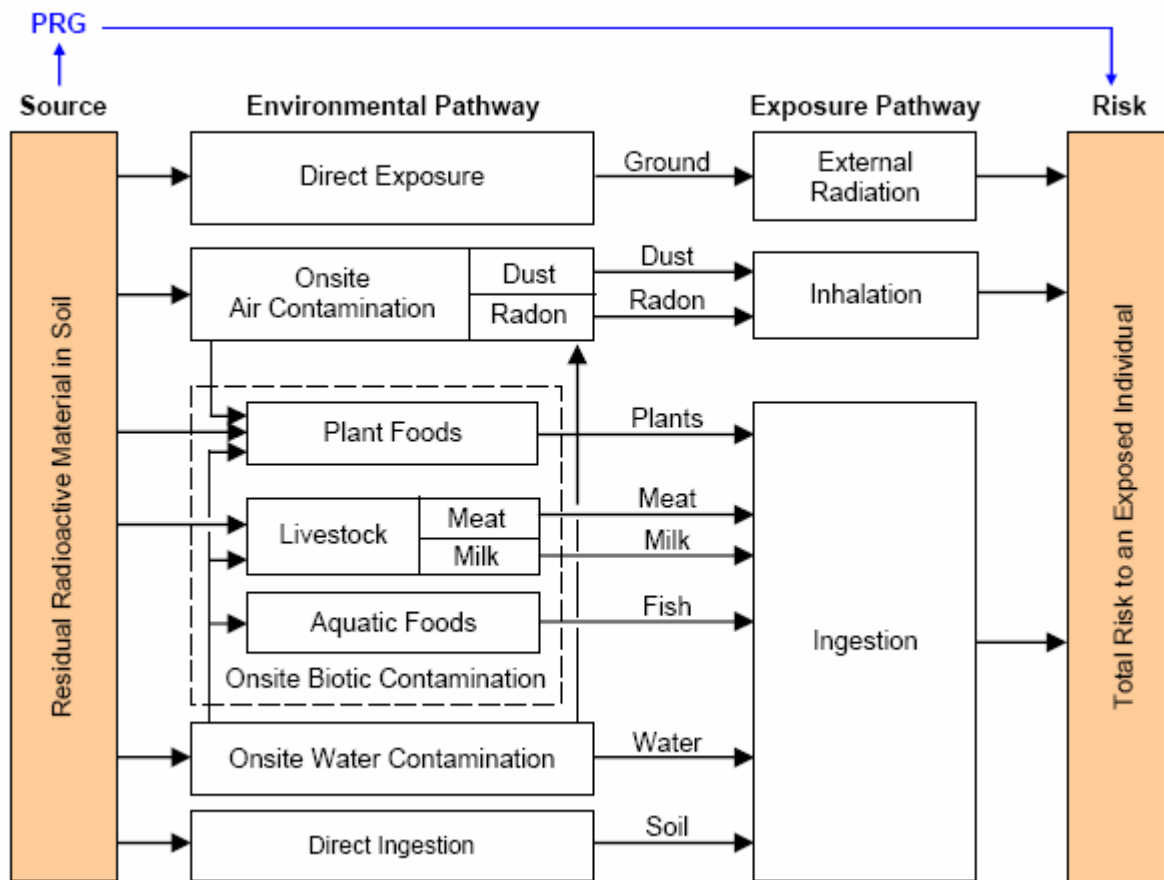 PRG
Source
Environmental Pathway
Exposure Pathway
Risk
Residual Radioactive Material in Soil
Direct Exposure
Ground
External
Radiation
Onsite
Air Contamination
Dust
Radon
Dust
Radon
Inhalation
Plant Foods
Plants
Livestock
Meat
Milk
Meat
Milk
Aquatic Foods
Fish
Onsite Biotic Contamination
Ingestion
Onsite Water Contamination
Water
Direct Ingestion
Soil
Total Risk to an Exposed Individual